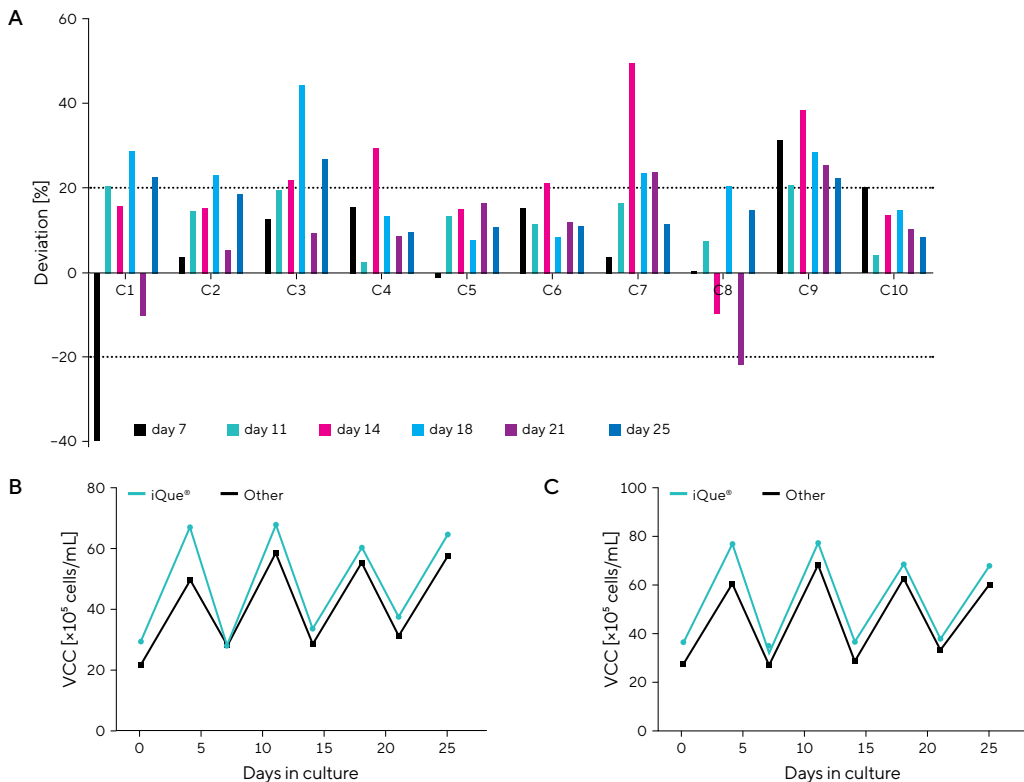 A
60
40
20
0
−20
−40
Deviation [%]
C1 C2 C3 C4 C5 C6 C7 C8 C9 C10
day 7 day 11 day 14 day 18 day 21 day 25
B
iQue® Other
80
60
40
20
0
VCC [×10⁵ cells/mL]
0 5 10 15 20 25
Days in culture
C
iQue® Other
100
80
60
40
20
0
VCC [×10⁵ cells/mL]
0 5 10 15 20 25
Days in culture